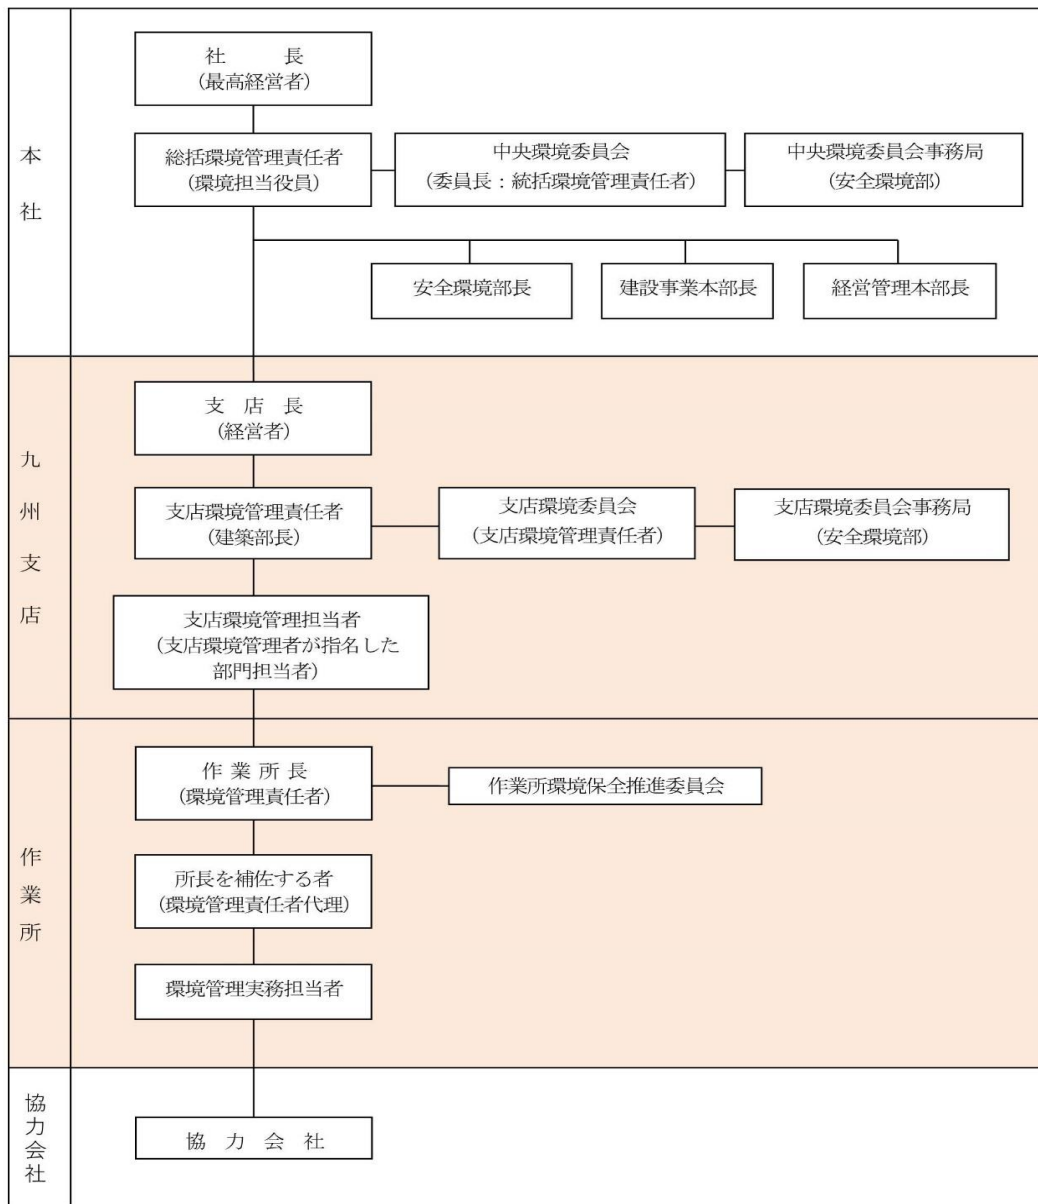 本社
社長
(最高経営者)
総括環境管理責任者
(環境担当役員)
中央環境委員会
(委員長：統括環境管理責任者)
中央環境委員会事務局
(安全環境部)
安全環境部長
建設事業本部長
経営管理本部長
九州支店
支店長
(経営者)
支店環境管理責任者
(建築部長)
支店環境委員会
(支店環境管理責任者)
支店環境委員会事務局
(安全環境部)
支店環境管理担当者
(支店環境管理者が指名した
部門担当者)
作業所
作業所長
(環境管理責任者)
作業所環境保全推進委員会
所長を補佐する者
(環境管理責任者代理)
環境管理実務担当者
協力会社
協力会社